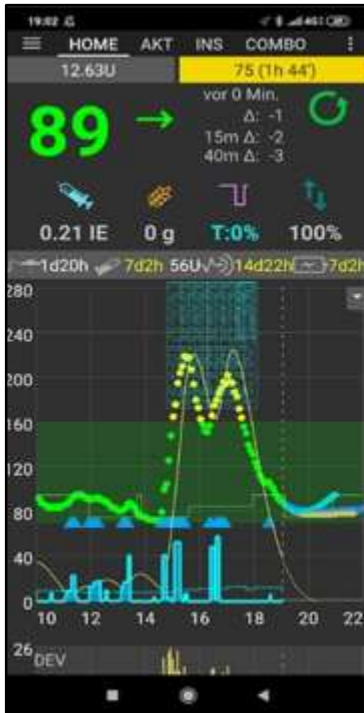 19:02
4G
HOME AKT INS COMBO
12.63U 75 (1h 44')
89
vor 0 Min.
Δ: -1
15m Δ: -2
40m Δ: -3
0.21 IE 0 g T:0% 100%
1d20h 7d2h 56U 14d22h 7d2h
280
240
200
160
120
80
40
0
10 12 14 16 18 20 22
26
DEV